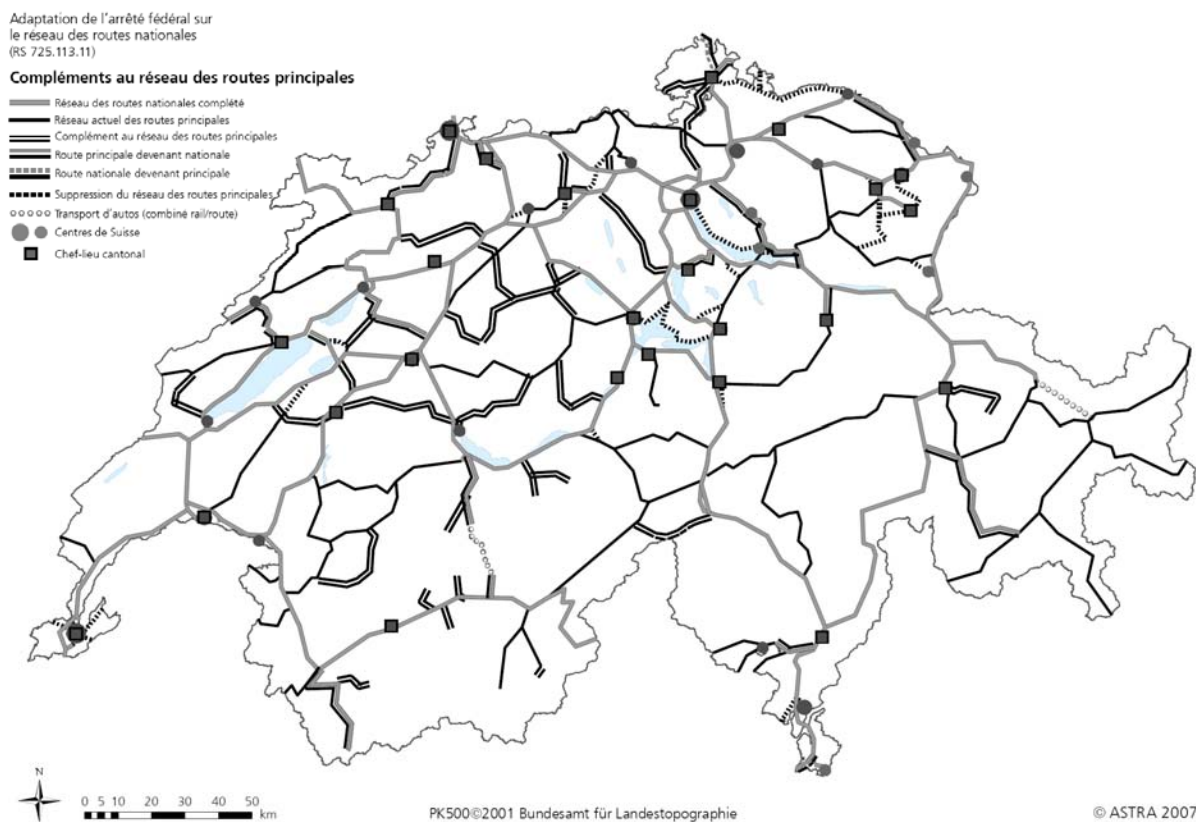 Adaptation de l'arrêté fédéral sur
le réseau des routes nationales
(RS 725.113.11)
Compléments au réseau des routes principales
Réseau des routes nationales complété
Réseau actuel des routes principales
Complément au réseau des routes principales
Route principale devenant nationale
Route nationale devenant principale
Suppression du réseau des routes principales
Transport d'autos (combiné rail/route)
Centres de Suisse
Chef-lieu cantonal
N
0 5 10 20 30 40 50
km
PK500©2001 Bundesamt für Landestopographie
© ASTRA 2007